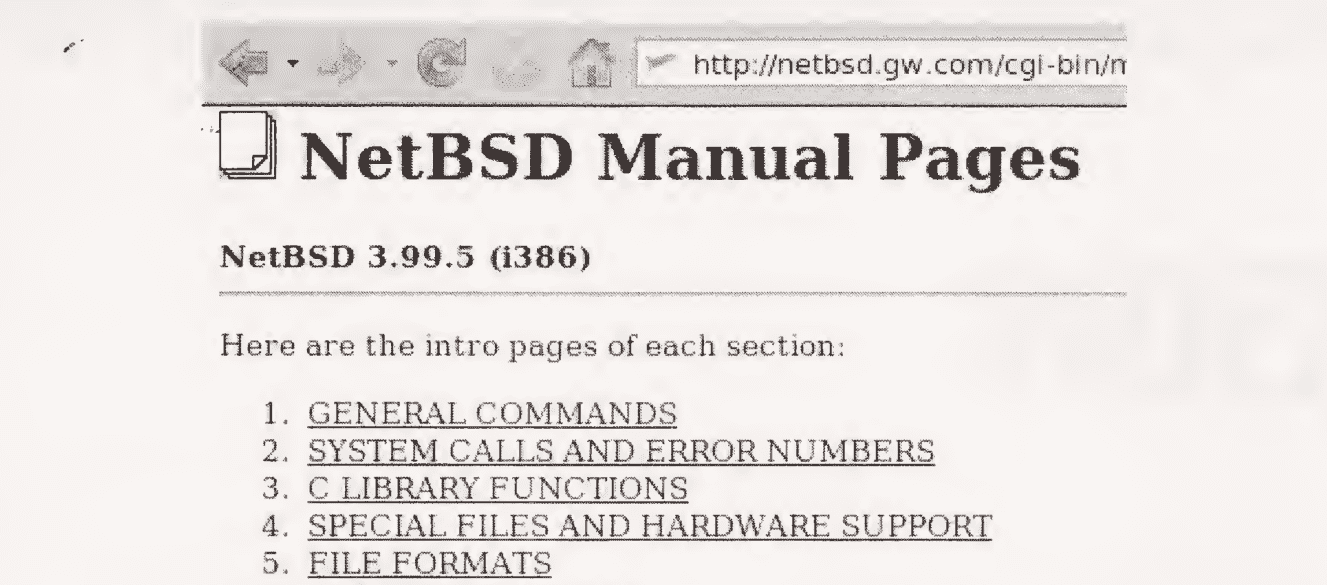 http://netbsd.gw.com/cgi-bin/m
NetBSD Manual Pages
NetBSD 3.99.5 (i386)
Here are the intro pages of each section:
1. GENERAL COMMANDS
2. SYSTEM CALLS AND ERROR NUMBERS
3. C LIBRARY FUNCTIONS
4. SPECIAL FILES AND HARDWARE SUPPORT
5. FILE FORMATS